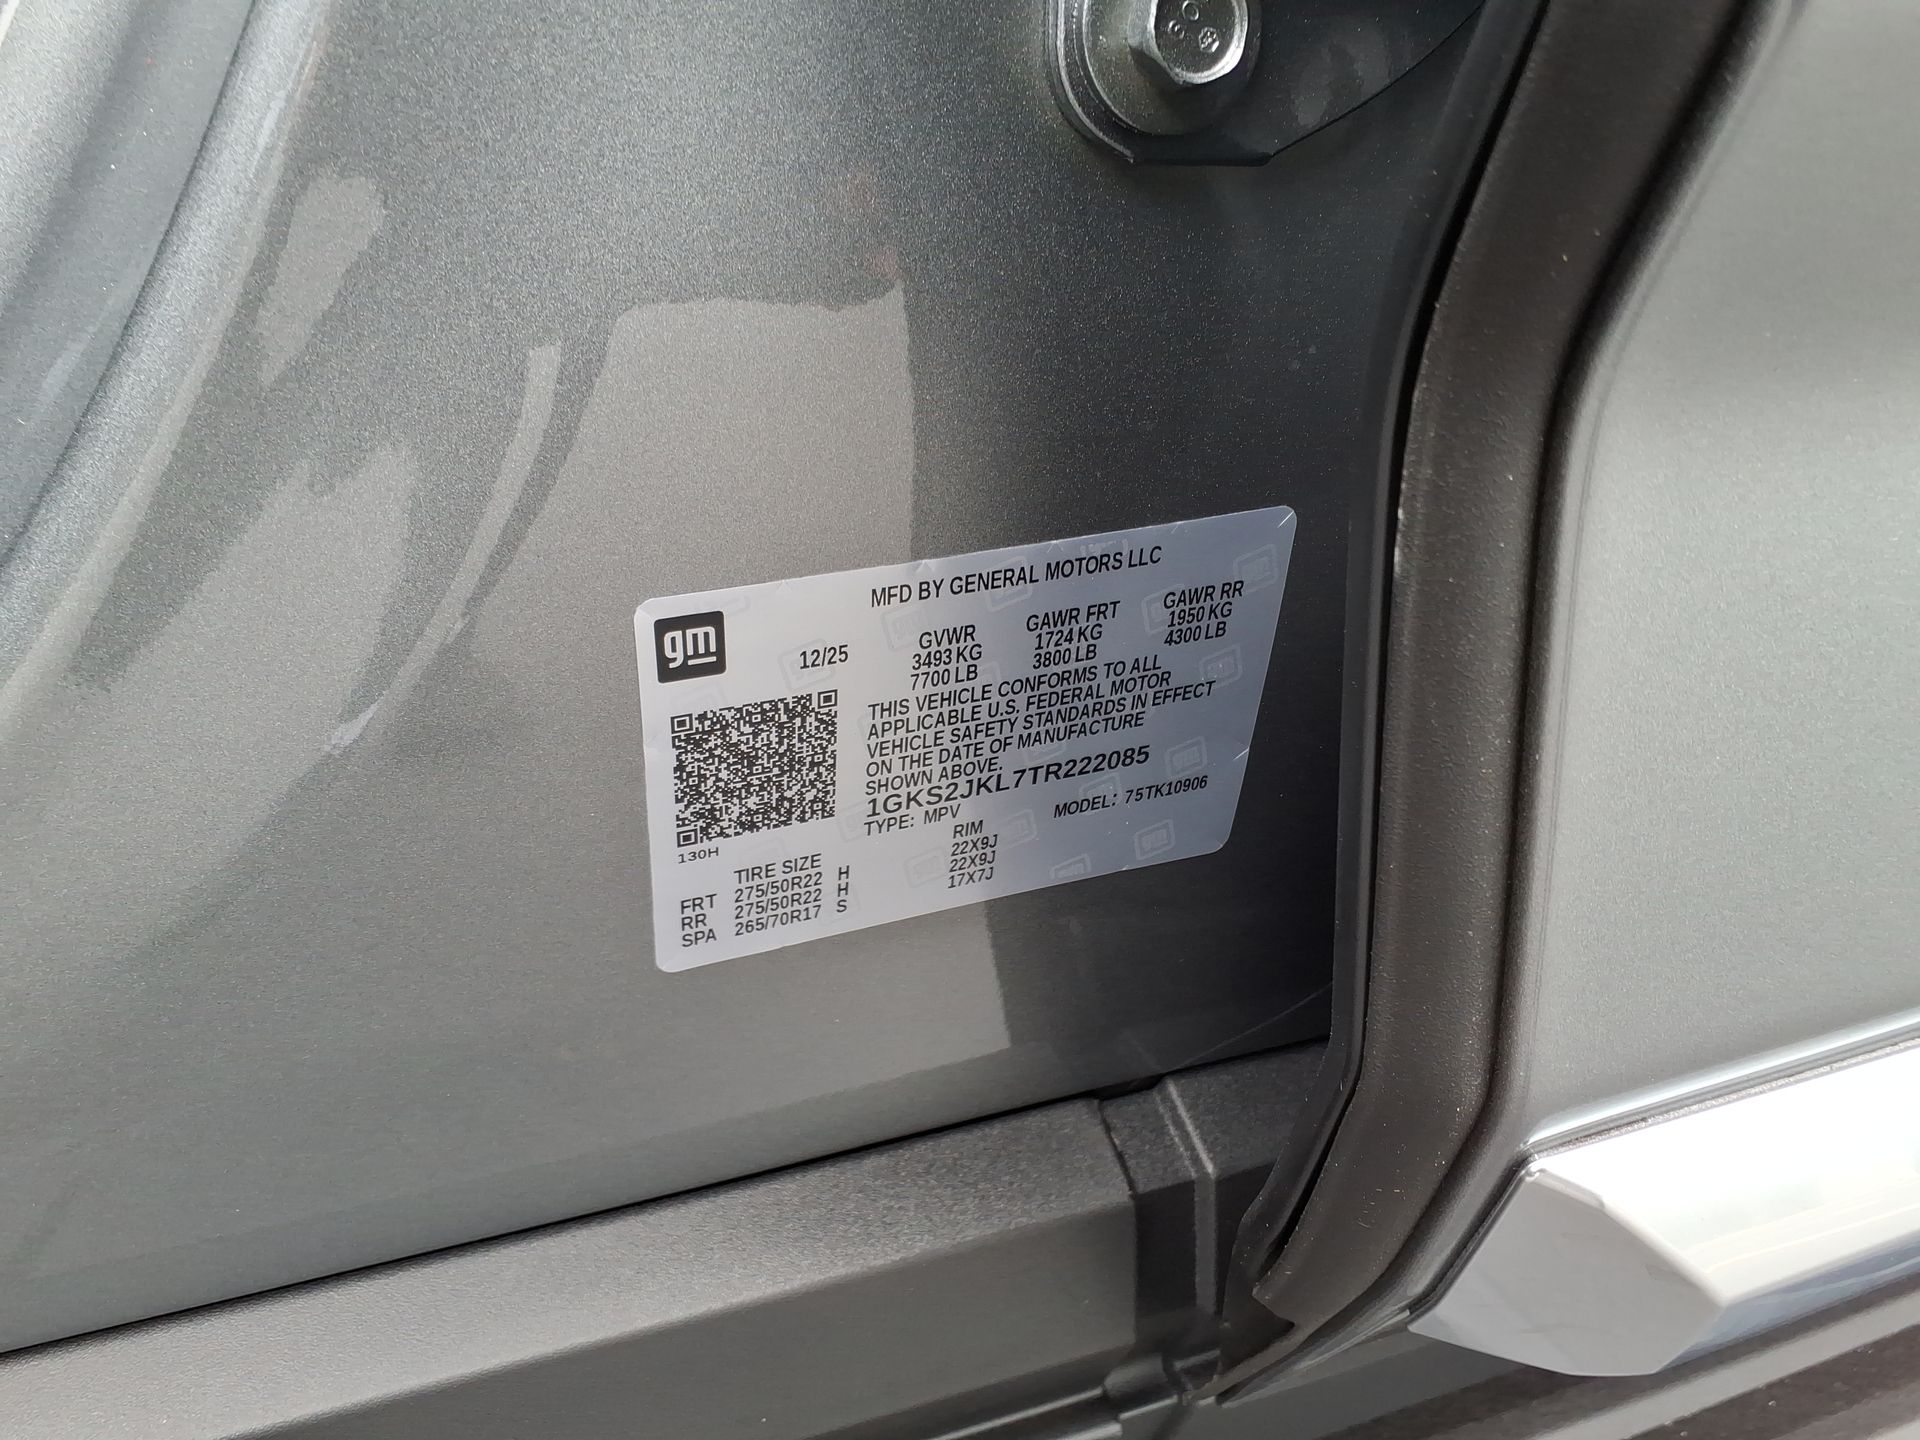 MFD BY GENERAL MOTORS LLC
gm
12/25
GVWR GAWR FRT GAWR RR
3493 KG 1724 KG 1950 KG
7700 LB 3800 LB 4300 LB
THIS VEHICLE CONFORMS TO ALL
APPLICABLE U.S. FEDERAL MOTOR
VEHICLE SAFETY STANDARDS IN EFFECT
ON THE DATE OF MANUFACTURE
SHOWN ABOVE.
1GKS2JKL7TR222085
TYPE: MPV MODEL: 75TK10906
130H
TIRE SIZE RIM
FRT 275/50R22 H 22X9J
RR 275/50R22 H 22X9J
SPA 265/70R17 S 17X7J